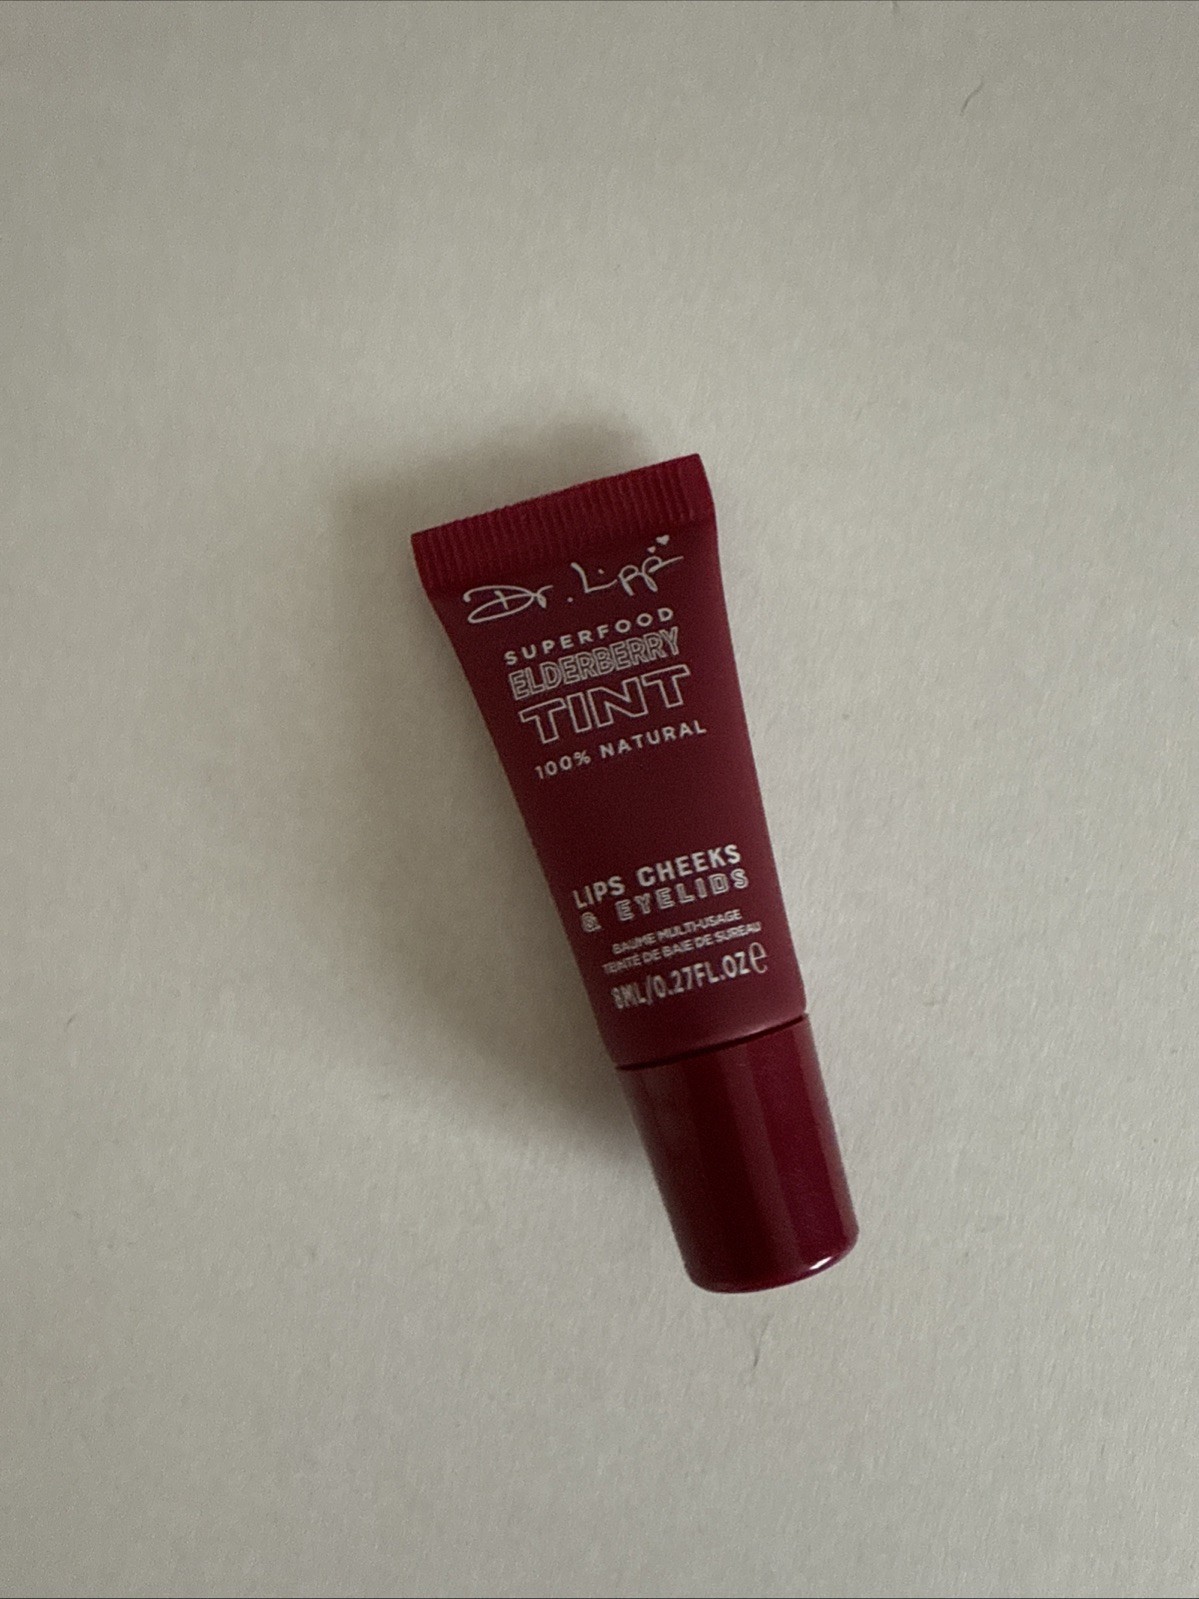 Dr. Lipp
SUPERFOOD
ELDERBERRY
TINT
100% NATURAL
LIPS CHEEKS
& EYELIDS
BAUME MULTI-USAGE
TEINTÉ DE BAIE DE SUREAU
8ML/0.27FL.OZ℮